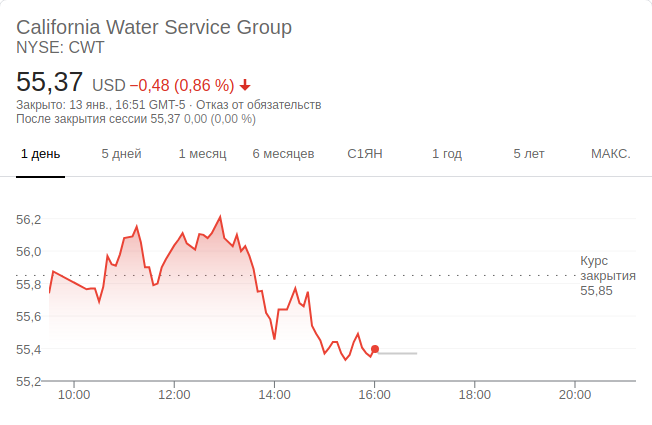 California Water Service Group
NYSE: CWT
55,37 USD −0,48 (0,86 %)
Закрыто: 13 янв., 16:51 GMT-5 · Отказ от обязательств
После закрытия сессии 55,37 0,00 (0,00 %)
1 день 5 дней 1 месяц 6 месяцев С1ЯН 1 год 5 лет МАКС.
56,2
56,0
55,8
55,6
55,4
55,2
Курс
закрытия
55,85
10:00 12:00 14:00 16:00 18:00 20:00